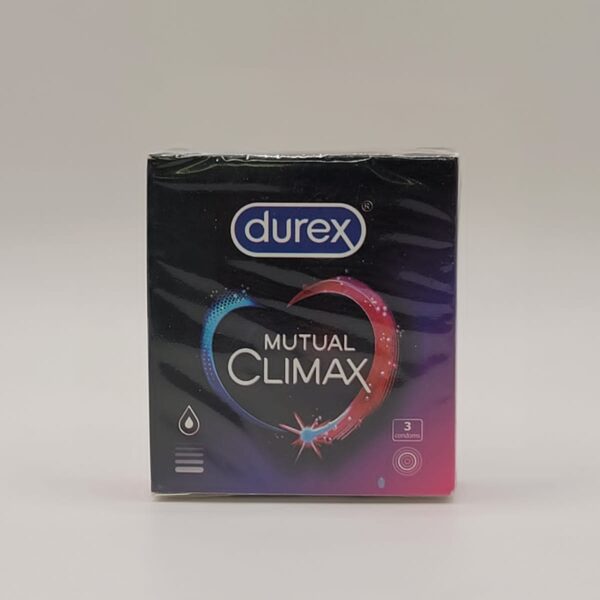 durex®
MUTUAL
CLIMAX
3
condoms